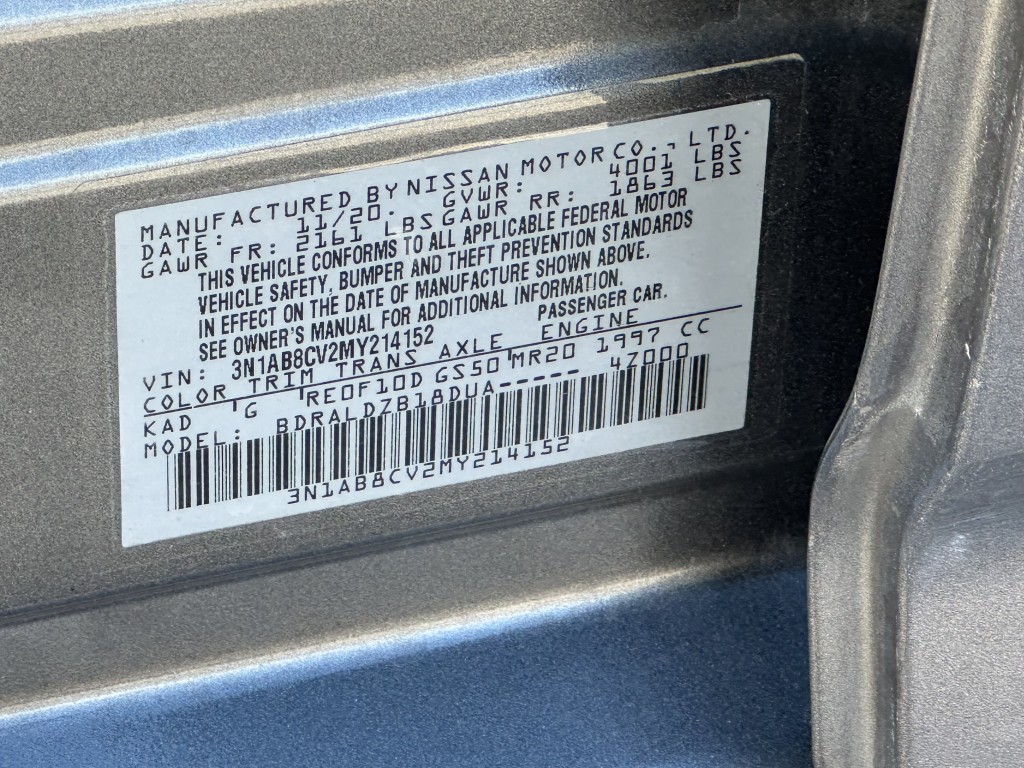 MANUFACTURED BY NISSAN MOTOR CO., LTD.
DATE: 11/20. GVWR: 4001 LBS
GAWR FR: 2161 LBS GAWR RR: 1863 LBS
THIS VEHICLE CONFORMS TO ALL APPLICABLE FEDERAL MOTOR
VEHICLE SAFETY, BUMPER AND THEFT PREVENTION STANDARDS
IN EFFECT ON THE DATE OF MANUFACTURE SHOWN ABOVE.
SEE OWNER'S MANUAL FOR ADDITIONAL INFORMATION.
VIN: 3N1AB8CV2MY214152 PASSENGER CAR.
COLOR TRIM TRANS AXLE ENGINE
KAD 'G 'RE0F10D GS50 'MR20 1997 CC
MODEL: BDRALDZB18DUA----- 4Z000
3N1AB8CV2MY214152